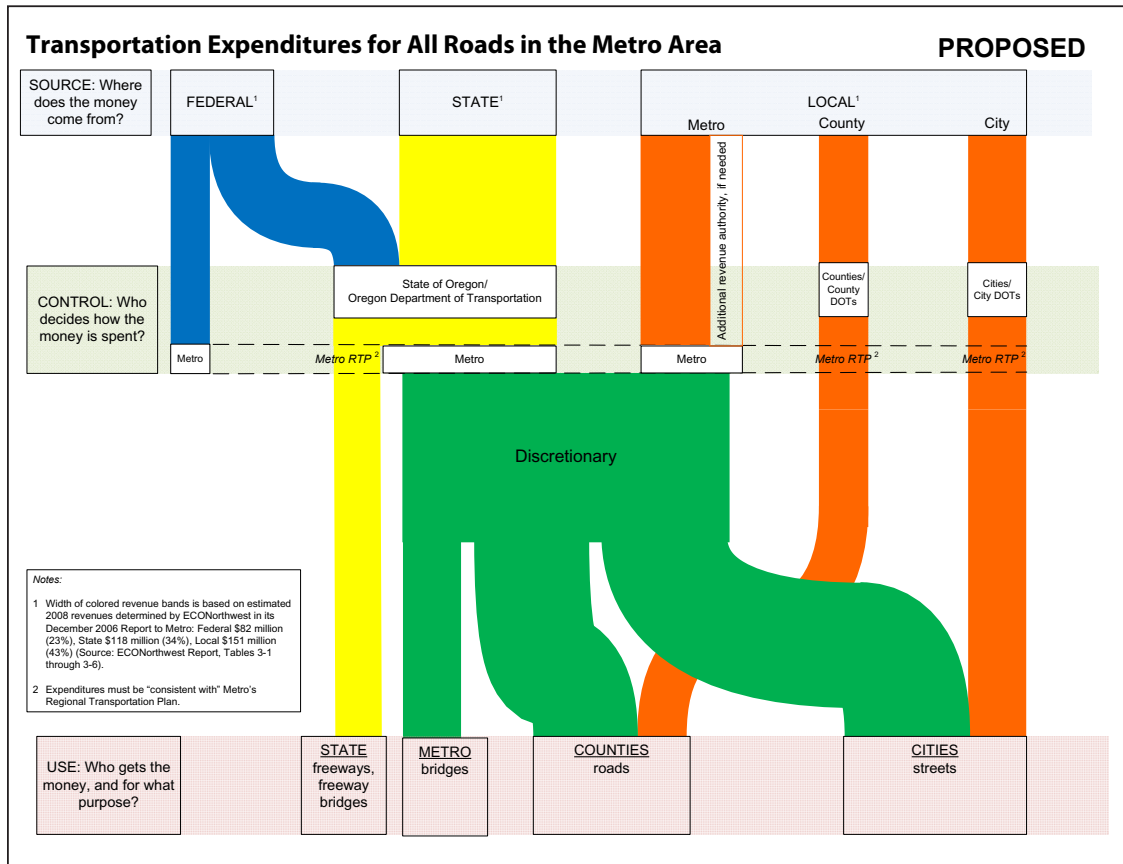 Transportation Expenditures for All Roads in the Metro Area
PROPOSED
SOURCE: Where
does the money
come from?
FEDERAL1
STATE1
LOCAL1
Metro
County
City
Additional revenue authority, if needed
CONTROL: Who
decides how the
money is spent?
State of Oregon/
Oregon Department of Transportation
Counties/
County
DOTs
Cities/
City DOTs
Metro
Metro RTP 2
Metro
Metro
Metro RTP 2
Metro RTP 2
Discretionary
Notes:
1 Width of colored revenue bands is based on estimated
2008 revenues determined by ECONorthwest in its
December 2006 Report to Metro: Federal $82 million
(23%), State $118 million (34%), Local $151 million
(43%) (Source: ECONorthwest Report, Tables 3-1
through 3-6).
2 Expenditures must be “consistent with” Metro's
Regional Transportation Plan.
USE: Who gets the
money, and for what
purpose?
STATE
freeways,
freeway
bridges
METRO
bridges
COUNTIES
roads
CITIES
streets